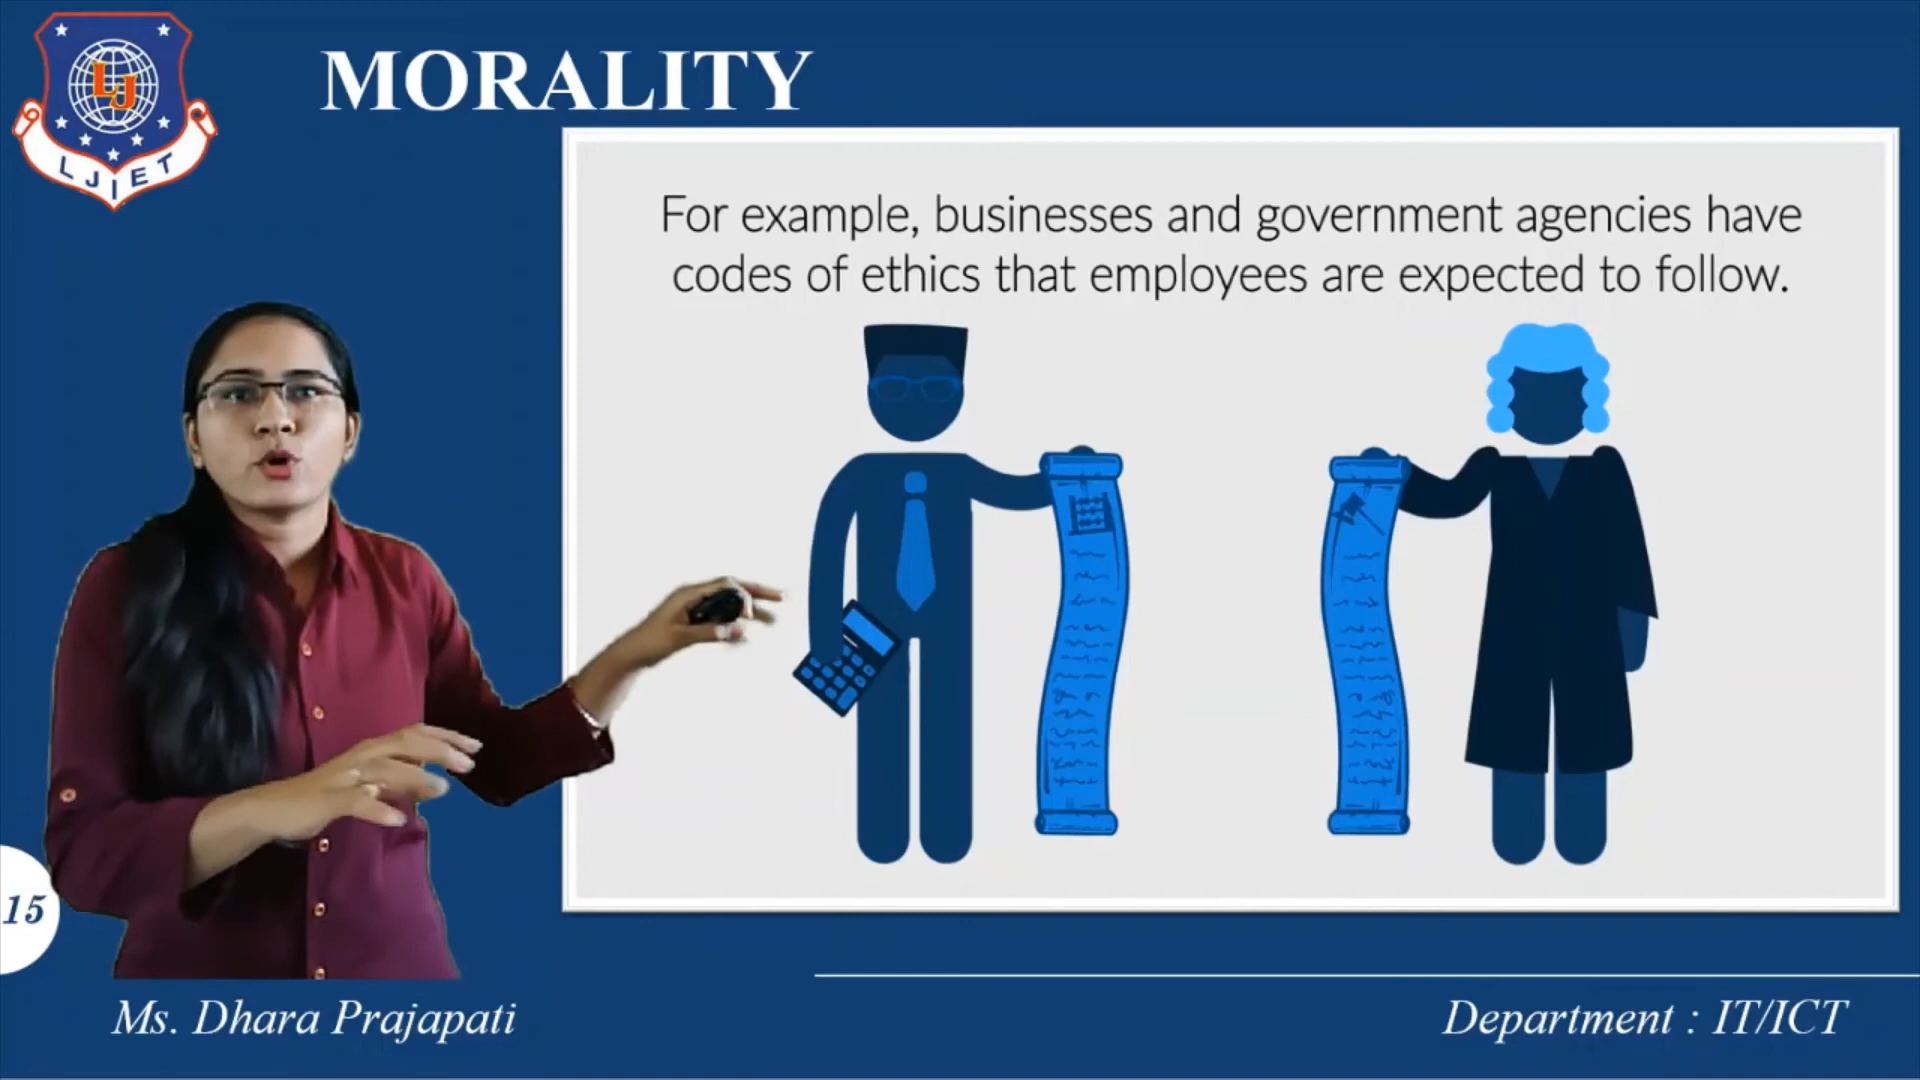 LJ
LJIET
MORALITY
For example, businesses and government agencies have
codes of ethics that employees are expected to follow.
15
Ms. Dhara Prajapati
Department : IT/ICT